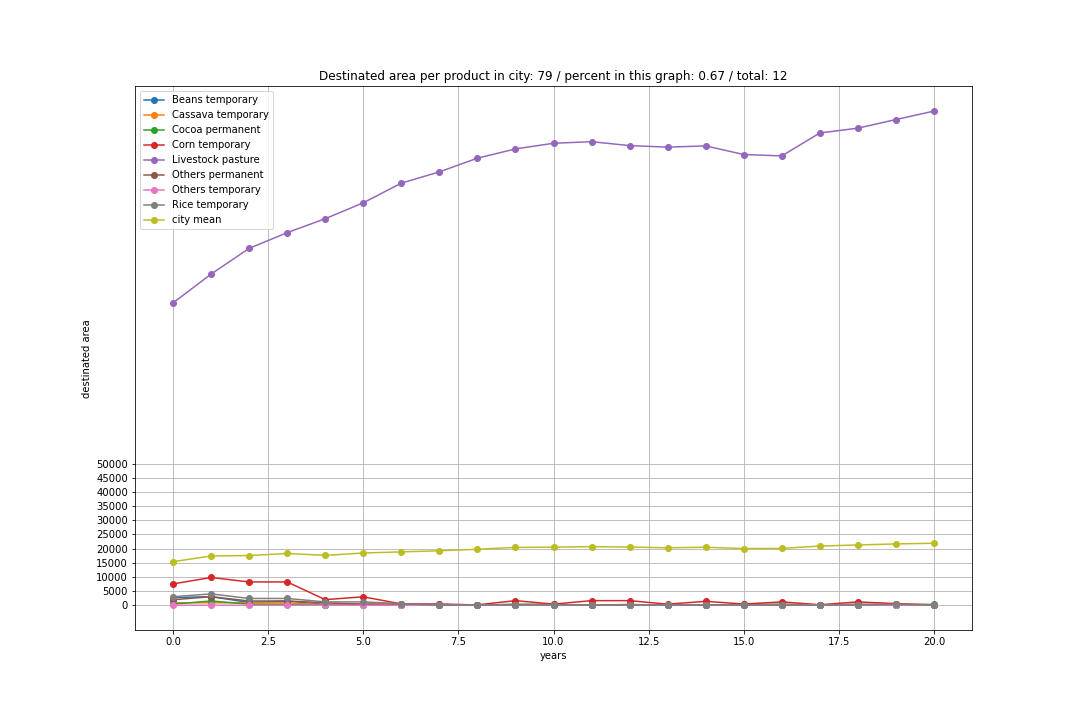 Destinated area per product in city: 79 / percent in this graph: 0.67 / total: 12
Beans temporary
Cassava temporary
Cocoa permanent
Corn temporary
Livestock pasture
Others permanent
Others temporary
Rice temporary
city mean
destinated area
50000
45000
40000
35000
30000
25000
20000
15000
10000
5000
0
0.0 2.5 5.0 7.5 10.0 12.5 15.0 17.5 20.0
years